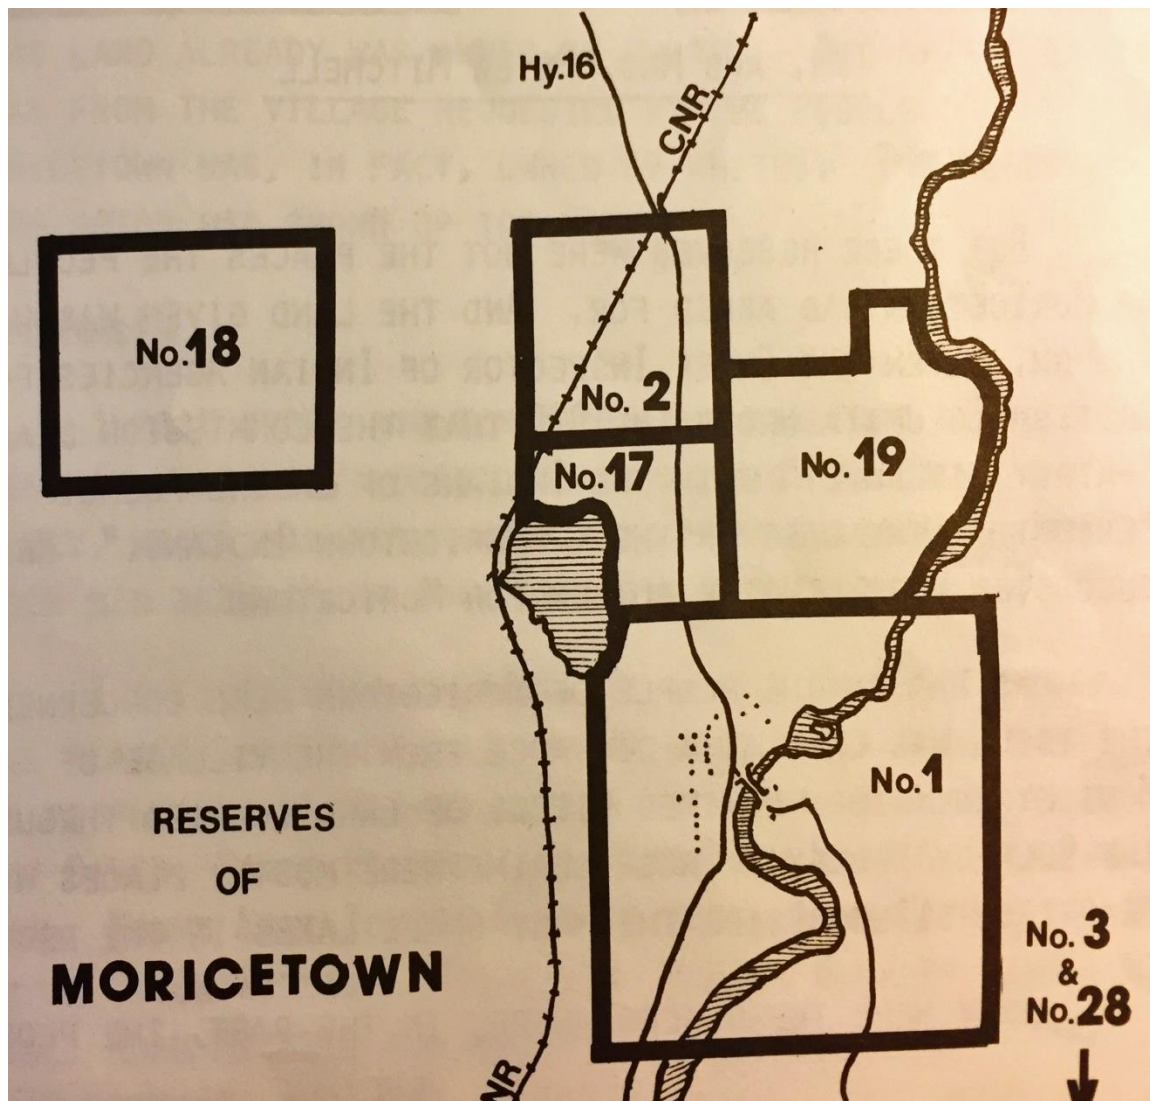 Hy.16
CNR
No.18
No. 2
No.17
No.19
No.1
RESERVES
OF
MORICETOWN
No. 3
&
No.28
NR